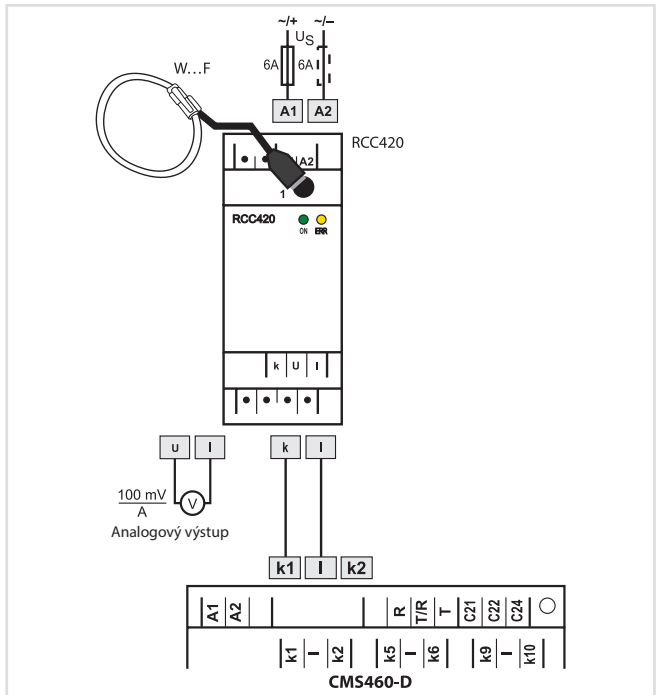 ~/+ ~/–
US
6A 6A
W…F
A1 A2
RCC420
A2
1
RCC420
ON ERR
k U l
U l k l
100 mV
A
V
Analogový výstup
k1 l k2
A1 A2 R T/R T C21 C22 C24
k1 l k2 k5 l k6 k9 l k10
CMS460-D